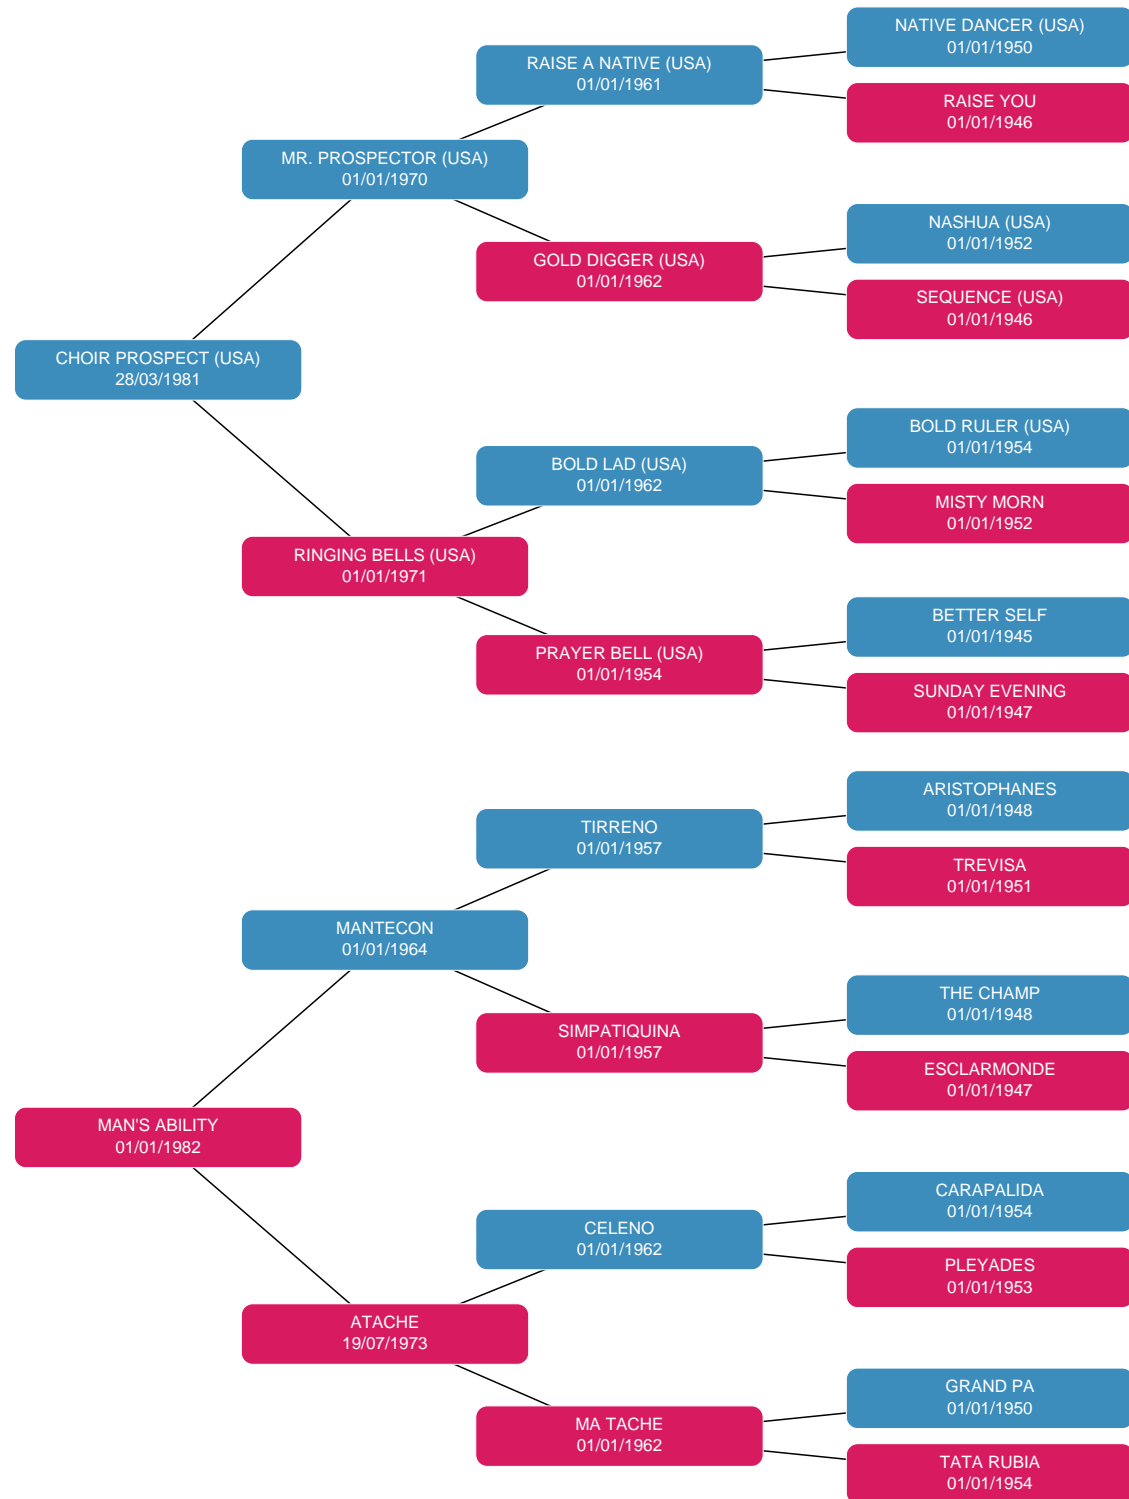 NATIVE DANCER (USA)
01/01/1950
RAISE A NATIVE (USA)
01/01/1961
RAISE YOU
01/01/1946
MR. PROSPECTOR (USA)
01/01/1970
NASHUA (USA)
01/01/1952
GOLD DIGGER (USA)
01/01/1962
SEQUENCE (USA)
01/01/1946
CHOIR PROSPECT (USA)
28/03/1981
BOLD RULER (USA)
01/01/1954
BOLD LAD (USA)
01/01/1962
MISTY MORN
01/01/1952
RINGING BELLS (USA)
01/01/1971
BETTER SELF
01/01/1945
PRAYER BELL (USA)
01/01/1954
SUNDAY EVENING
01/01/1947
ARISTOPHANES
01/01/1948
TIRRENO
01/01/1957
TREVISA
01/01/1951
MANTECON
01/01/1964
THE CHAMP
01/01/1948
SIMPATIQUINA
01/01/1957
ESCLARMONDE
01/01/1947
MAN'S ABILITY
01/01/1982
CARAPALIDA
01/01/1954
CELENO
01/01/1962
PLEYADES
01/01/1953
ATACHE
19/07/1973
GRAND PA
01/01/1950
MA TACHE
01/01/1962
TATA RUBIA
01/01/1954